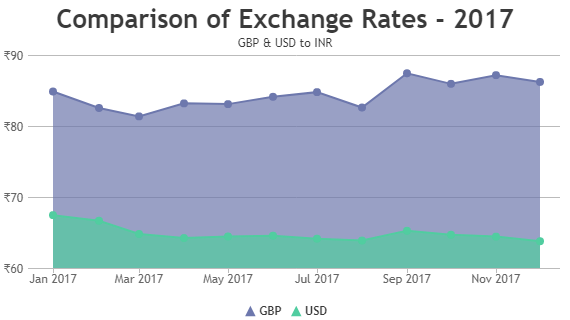 Comparison of Exchange Rates - 2017
GBP & USD to INR
₹90
₹80
₹70
₹60
Jan 2017 Mar 2017 May 2017 Jul 2017 Sep 2017 Nov 2017
GBP USD